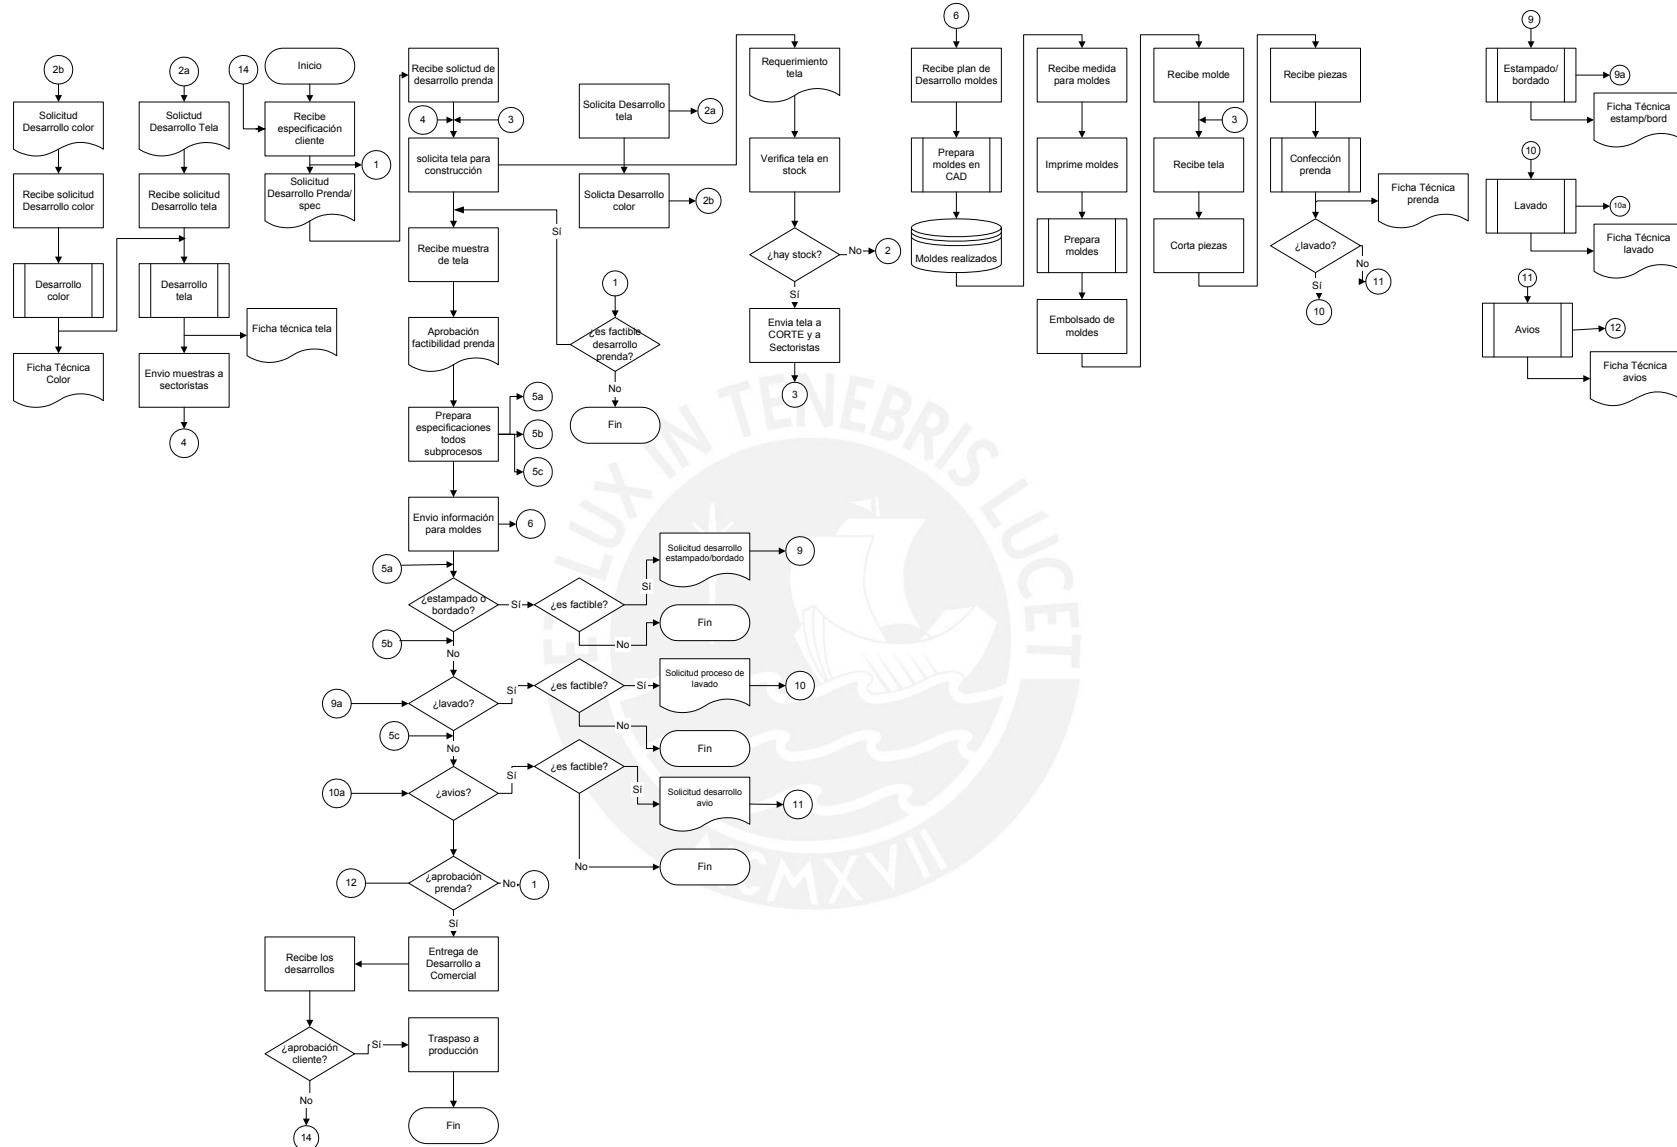 2b
Solicitud
Desarrollo color
Recibe solicitud
Desarrollo color
Desarrollo
color
Ficha Técnica
Color
2a
Solictud
Desarrollo Tela
Recibe solicitud
Desarrollo tela
Desarrollo
tela
Ficha técnica tela
Envio muestras a
sectoristas
4
14
Inicio
Recibe
especificación
cliente
1
Solicitud
Desarrollo Prenda/
spec
Recibe solictud de
desarrollo prenda
4
3
solicita tela para
construcción
Recibe muestra
de tela
Sí
Aprobación
factibilidad prenda
Prepara
especificaciones
todos
subprocesos
5a
5b
5c
Envio información
para moldes
6
5a
¿estampado o
bordado?
Sí
¿es factible?
Sí
Solicitud desarrollo
estampado/bordado
9
No
Fin
5b
No
9a
¿lavado?
Sí
¿es factible?
Sí
Solicitud proceso de
lavado
10
No
Fin
5c
No
10a
¿avios?
Sí
¿es factible?
Sí
Solicitud desarrollo
avio
11
No
Fin
12
¿aprobación
prenda?
No
1
Sí
Entrega de
Desarrollo a
Comercial
Recibe los
desarrollos
¿aprobación
cliente?
Sí
Traspaso a
producción
Fin
No
14
Solicita Desarrollo
tela
2a
Solicta Desarrollo
color
2b
1
¿es factible
desarrollo
prenda?
No
Fin
Requerimiento
tela
Verifica tela en
stock
¿hay stock?
No
2
Sí
Envia tela a
CORTE y a
Sectoristas
3
6
Recibe plan de
Desarrollo moldes
Prepara
moldes en
CAD
Moldes realizados
Recibe medida
para moldes
Imprime moldes
Prepara
moldes
Embolsado de
moldes
Recibe molde
3
Recibe tela
Corta piezas
Recibe piezas
Confección
prenda
Ficha Técnica
prenda
¿lavado?
No
11
Sí
10
9
Estampado/
bordado
9a
Ficha Técnica
estamp/bord
10
Lavado
10a
Ficha Técnica
lavado
11
Avios
12
Ficha Técnica
avios
ET LUX IN TENEBRIS LUCET
MCMXVII